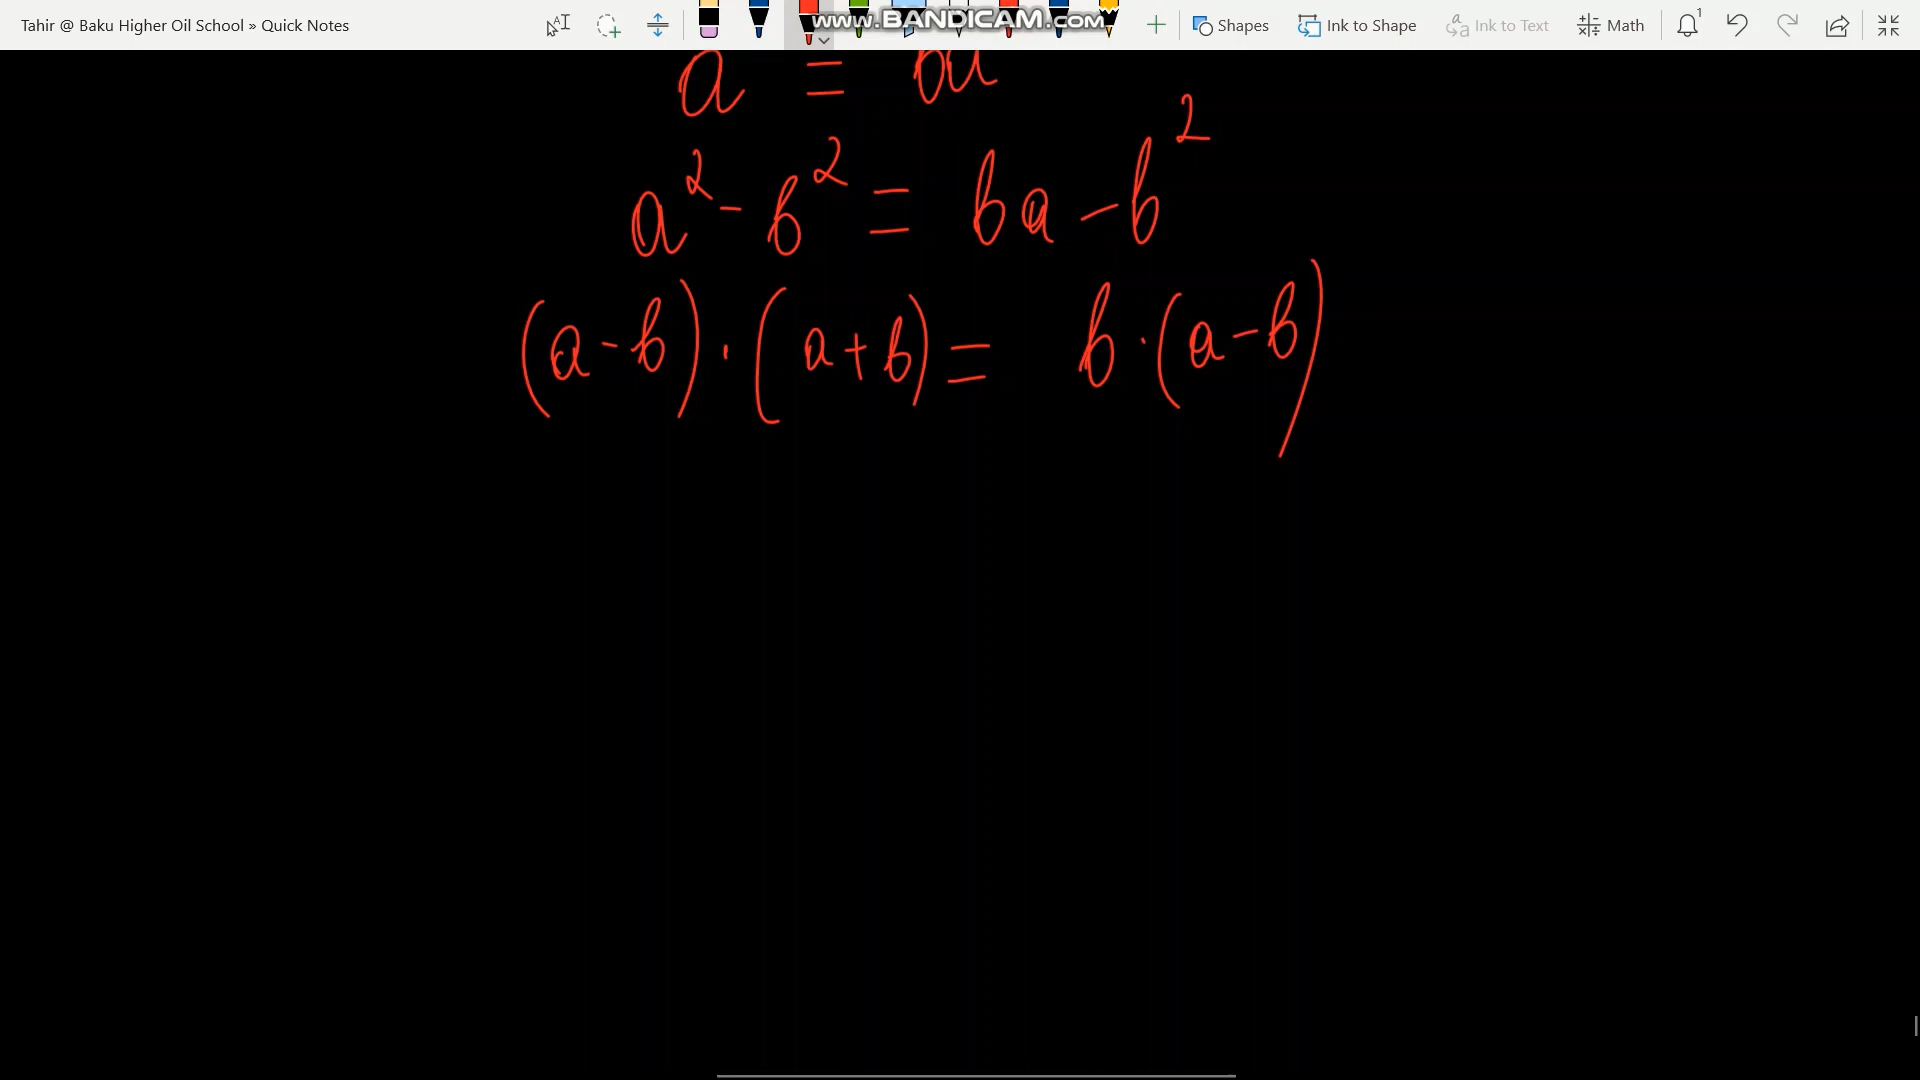 Tahir @ Baku Higher Oil School » Quick Notes
www.BANDICAM.com
Shapes
Ink to Shape
Ink to Text
Math
1
a = ba
a² - b² = ba - b²
(a - b) · (a + b) = b · (a - b)